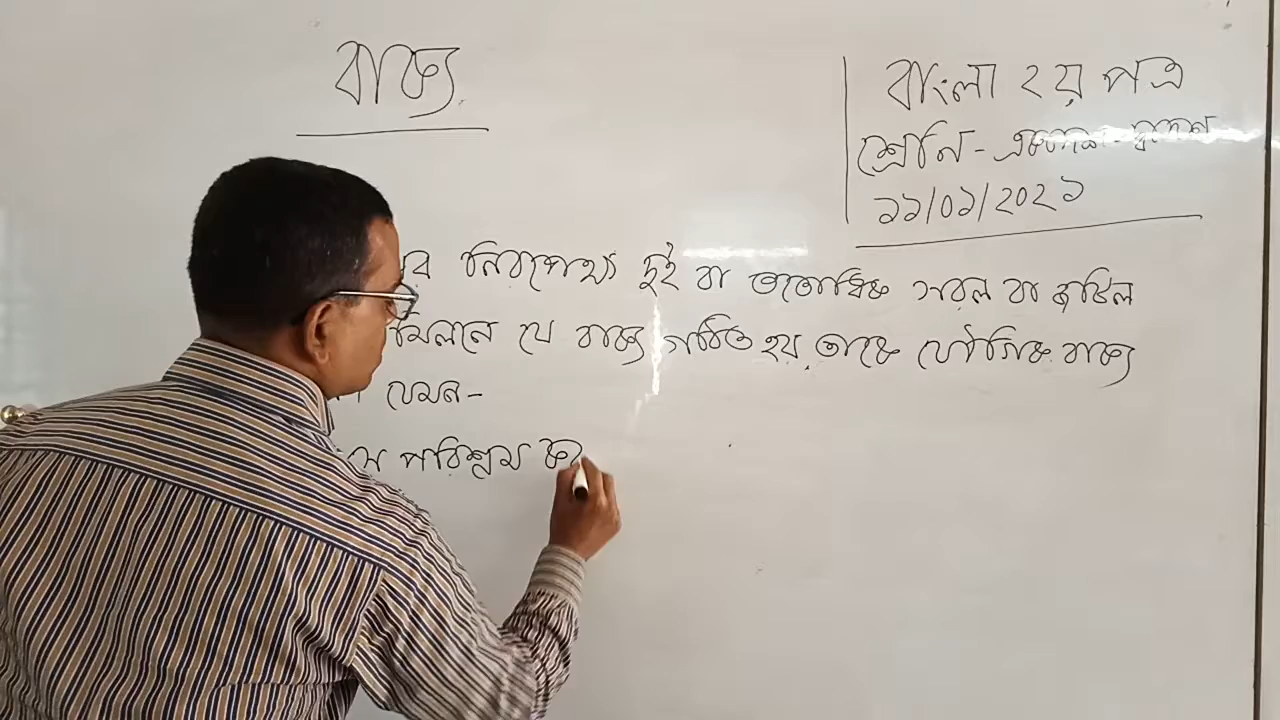 বাক্য
বাংলা ২য় পত্র
শ্রেনি- একাদশ-দ্বাদশ
১১/০১/২০২১
নিরপেক্ষ দুই বা ততোধিক সরল বা জটিল
মিলনে যে বাক্য গঠিত হয়, তাকে যৌগিক বাক্য
যেমন-
পরিশ্রম ক